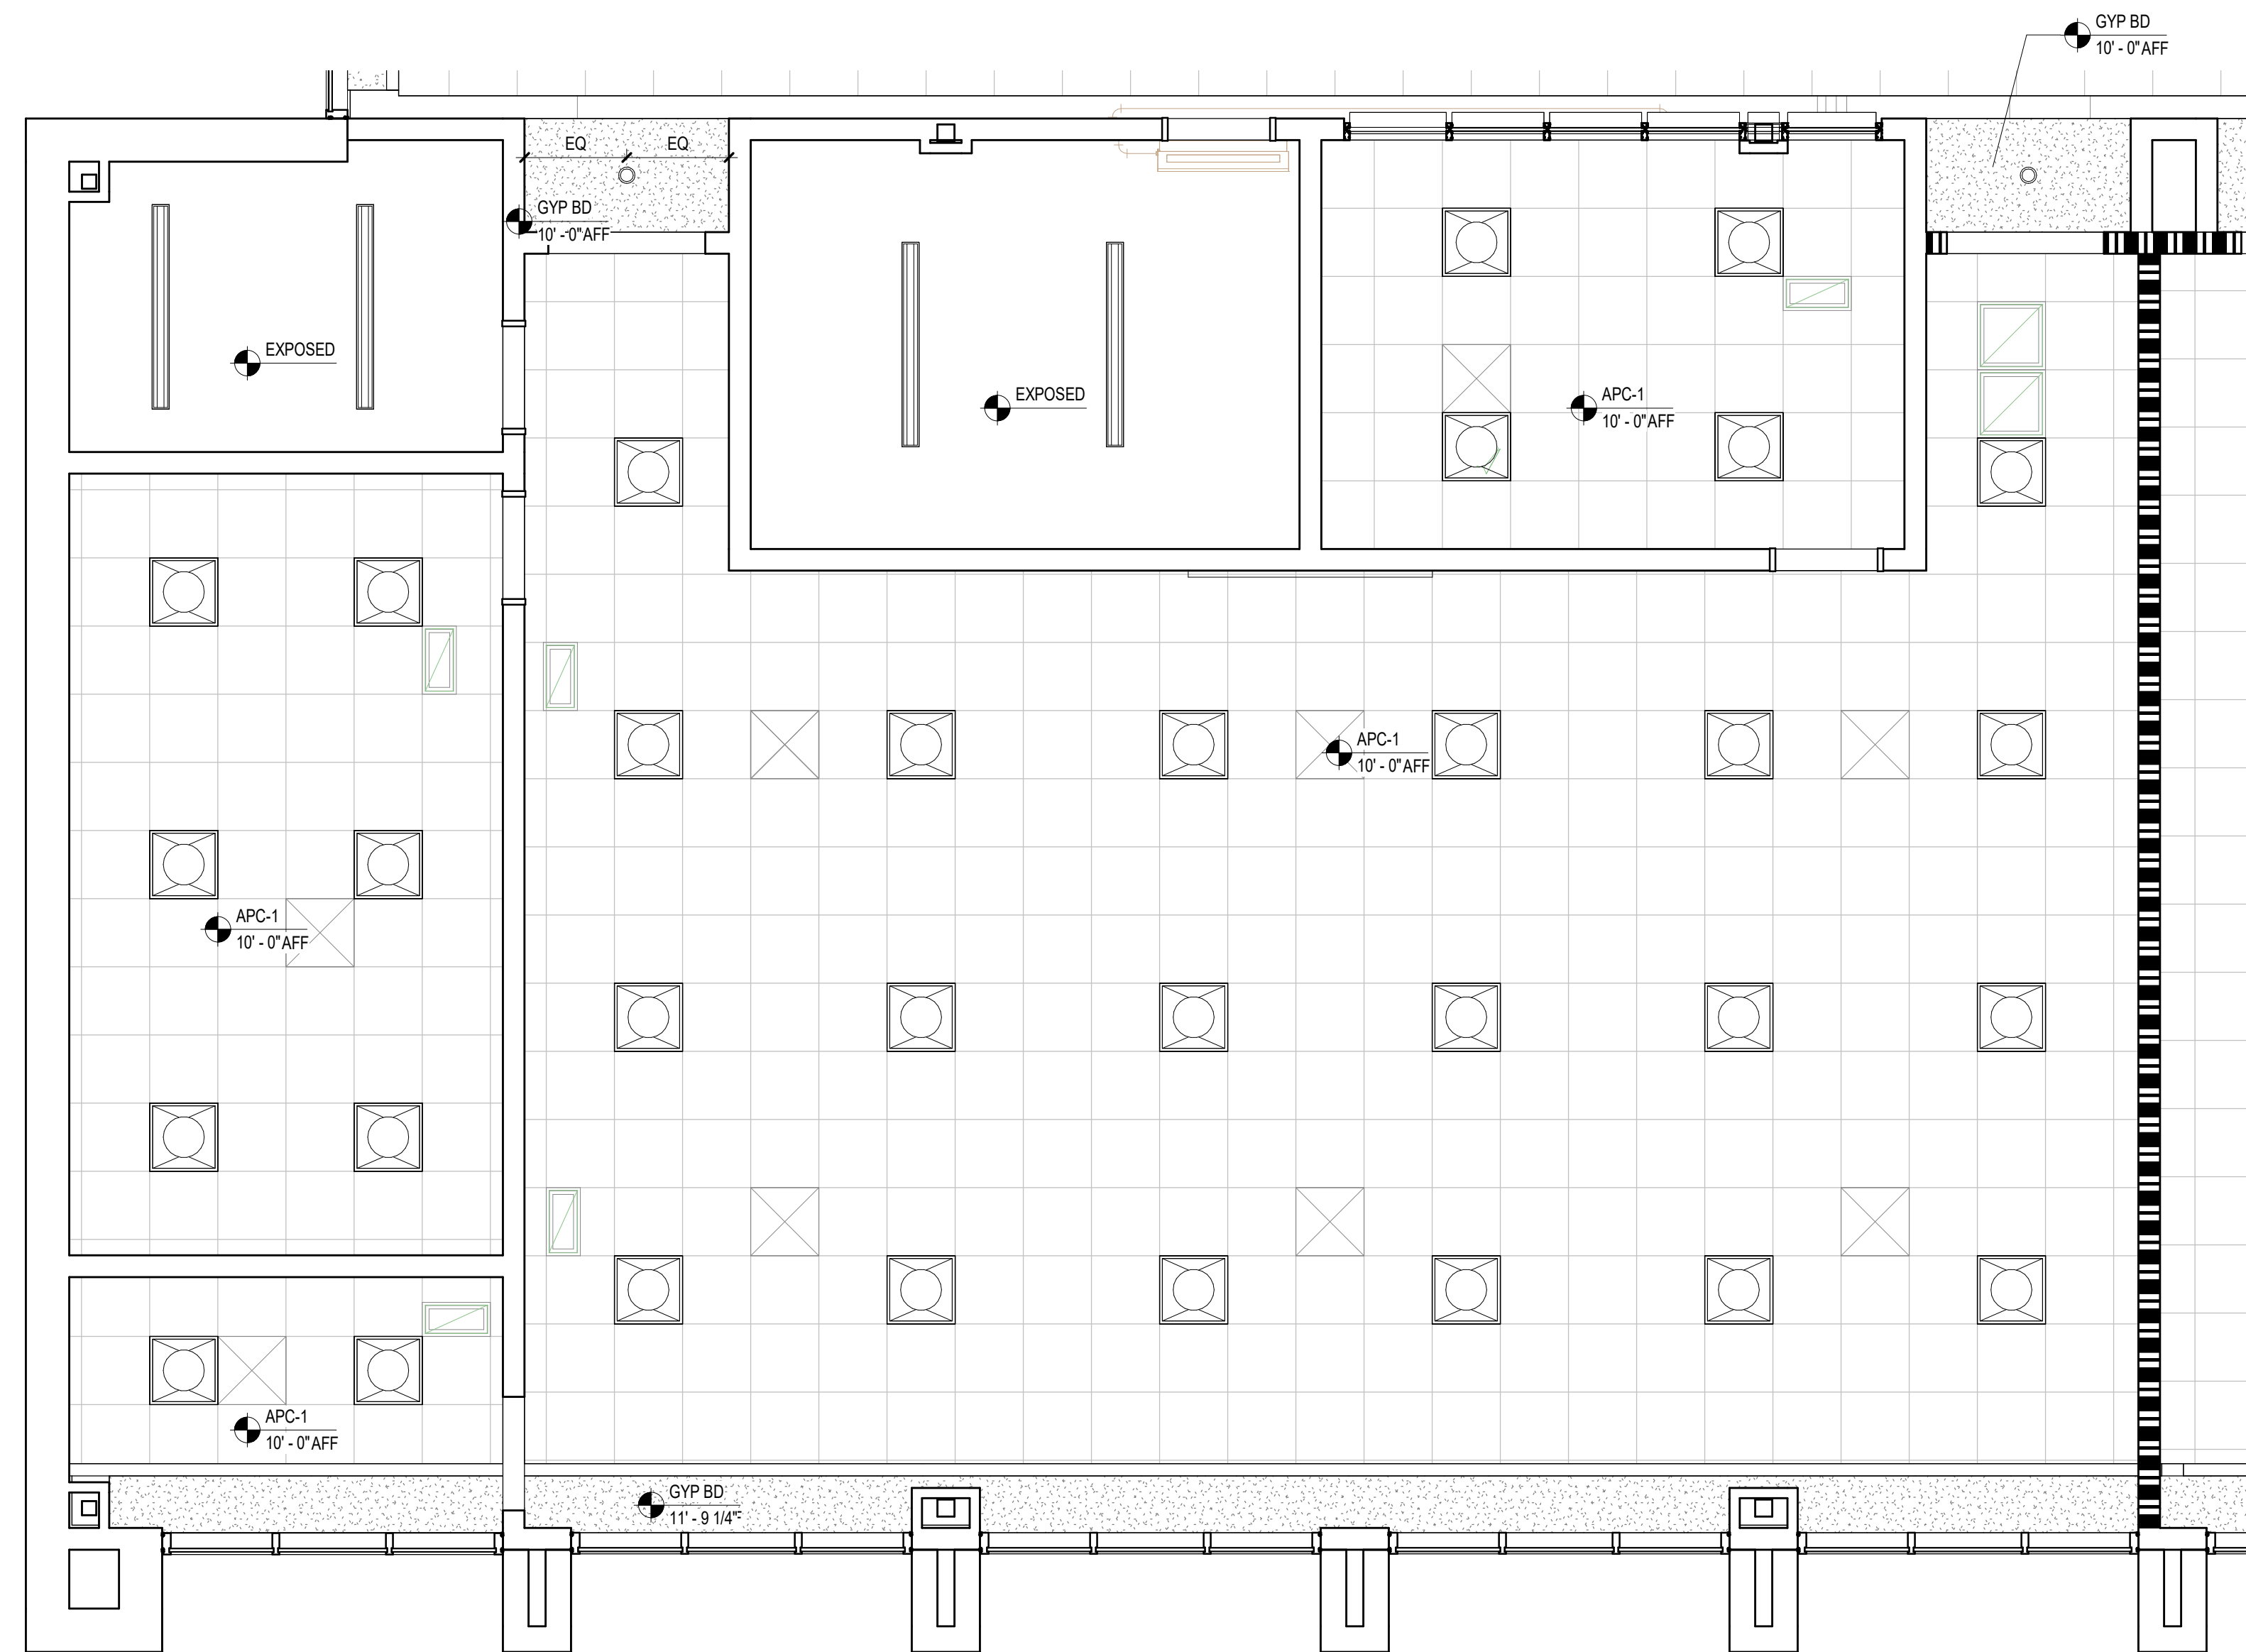 GYP BD
10' - 0" AFF
EQ
EQ
GYP BD
10' - 0" AFF
EXPOSED
EXPOSED
APC-1
10' - 0" AFF
APC-1
10' - 0" AFF
APC-1
10' - 0" AFF
APC-1
10' - 0" AFF
GYP BD
11' - 9 1/4"